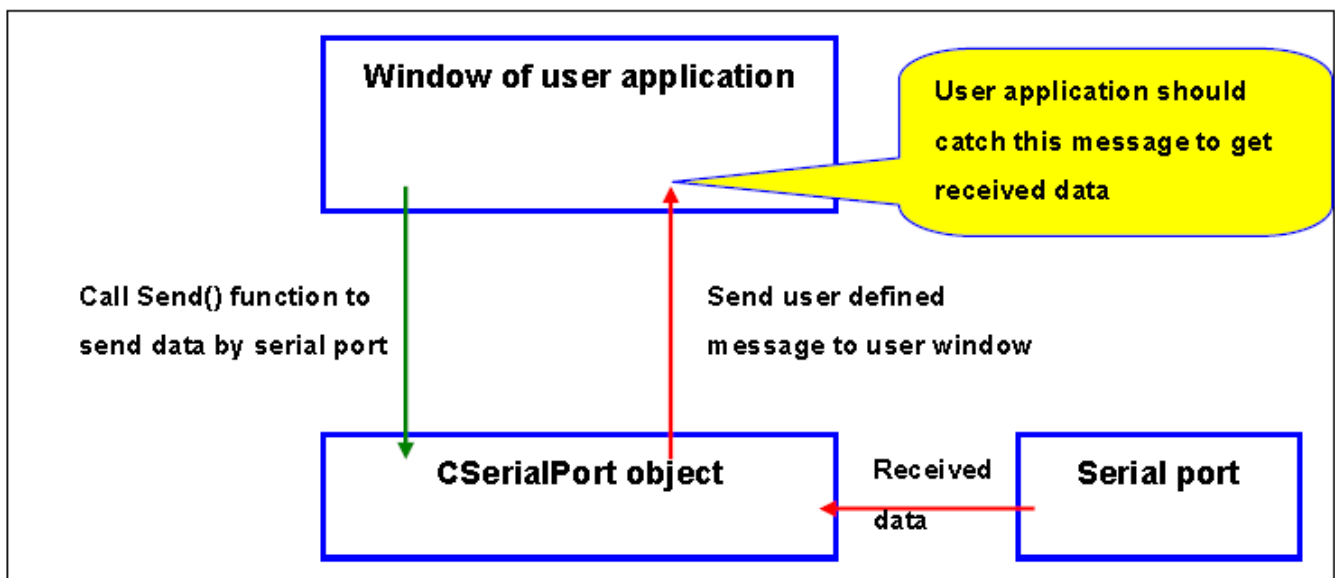 Window of user application
User application should
catch this message to get
received data
Call Send() function to
send data by serial port
Send user defined
message to user window
CSerialPort object
Received
data
Serial port